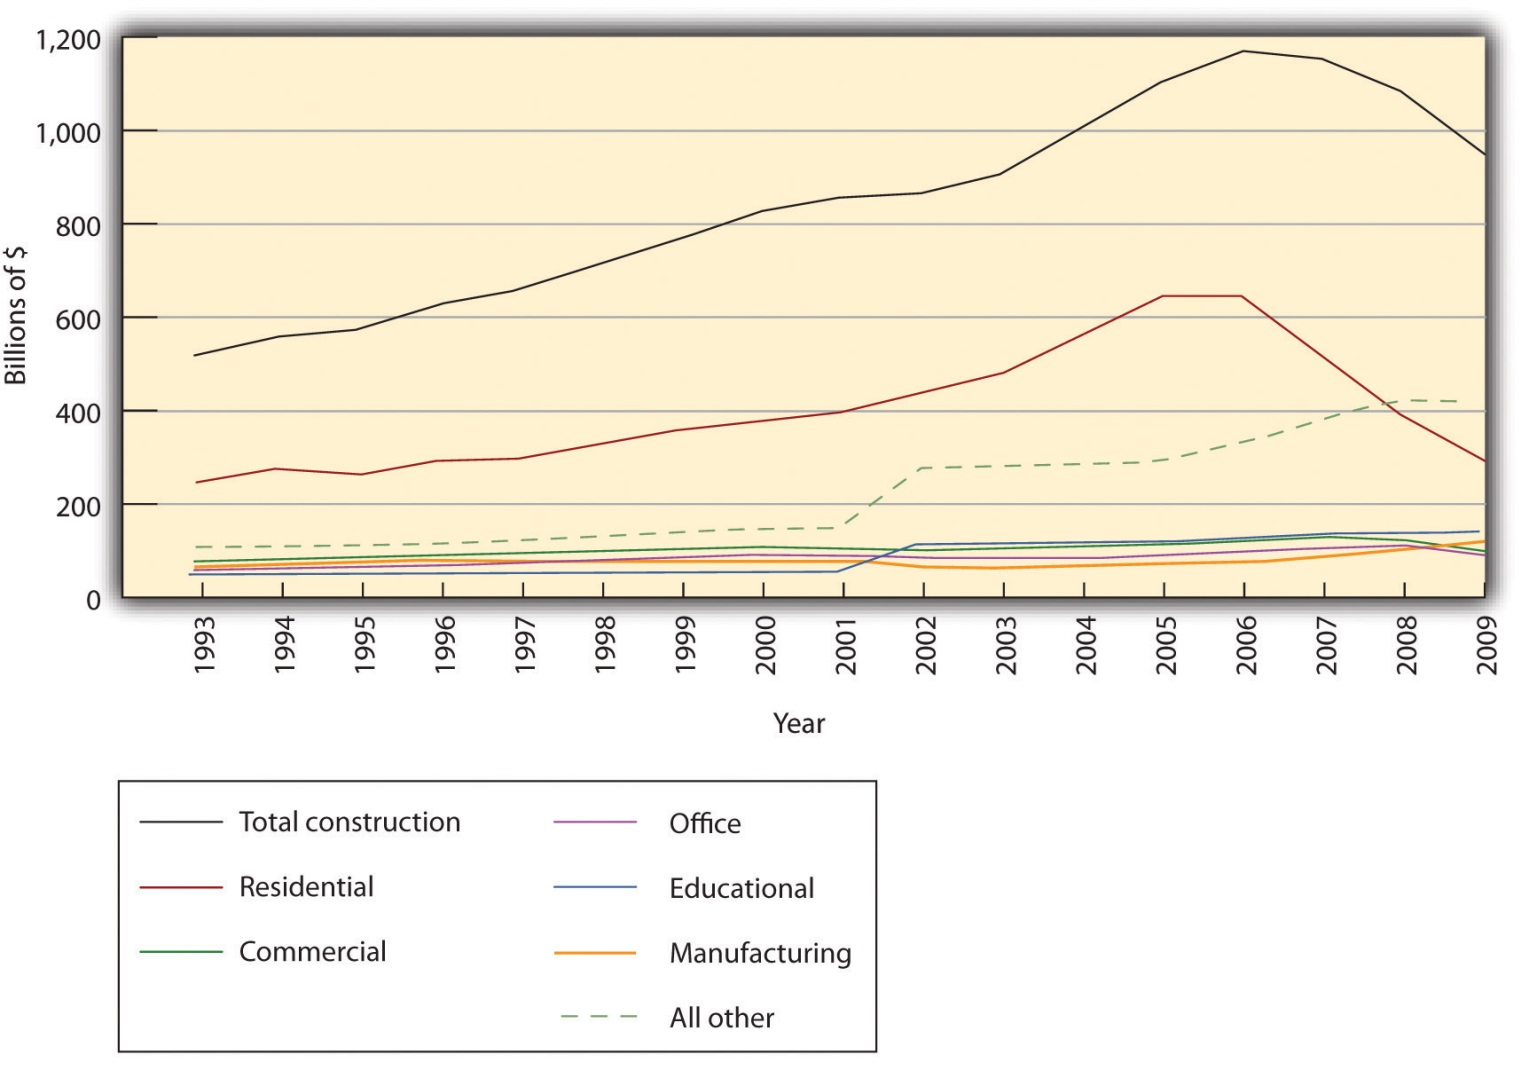 1,200
1,000
800
600
400
200
0
Billions of $
1993 1994 1995 1996 1997 1998 1999 2000 2001 2002 2003 2004 2005 2006 2007 2008 2009
Year
Total construction
Office
Residential
Educational
Commercial
Manufacturing
All other